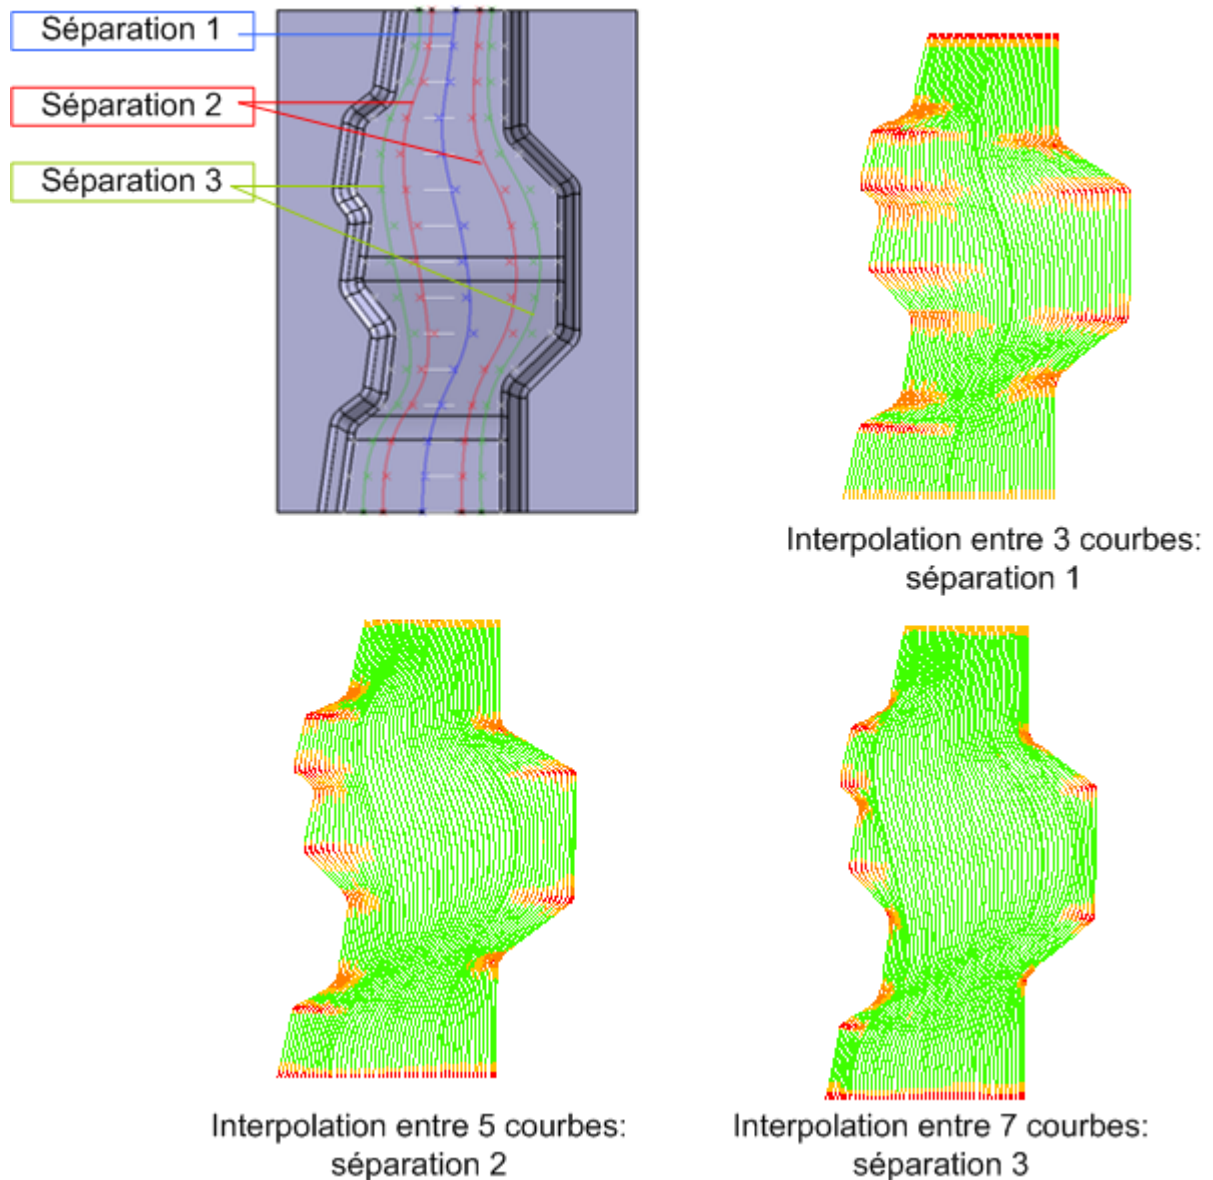 Séparation 1
Séparation 2
Séparation 3
Interpolation entre 3 courbes:
séparation 1
Interpolation entre 5 courbes:
séparation 2
Interpolation entre 7 courbes:
séparation 3